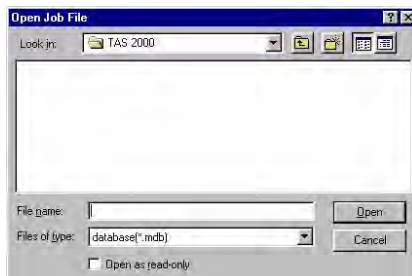 Open Job File
Look in: TAS 2000
File name: Open
Files of type: database(*.mdb) Cancel
Open as read-only